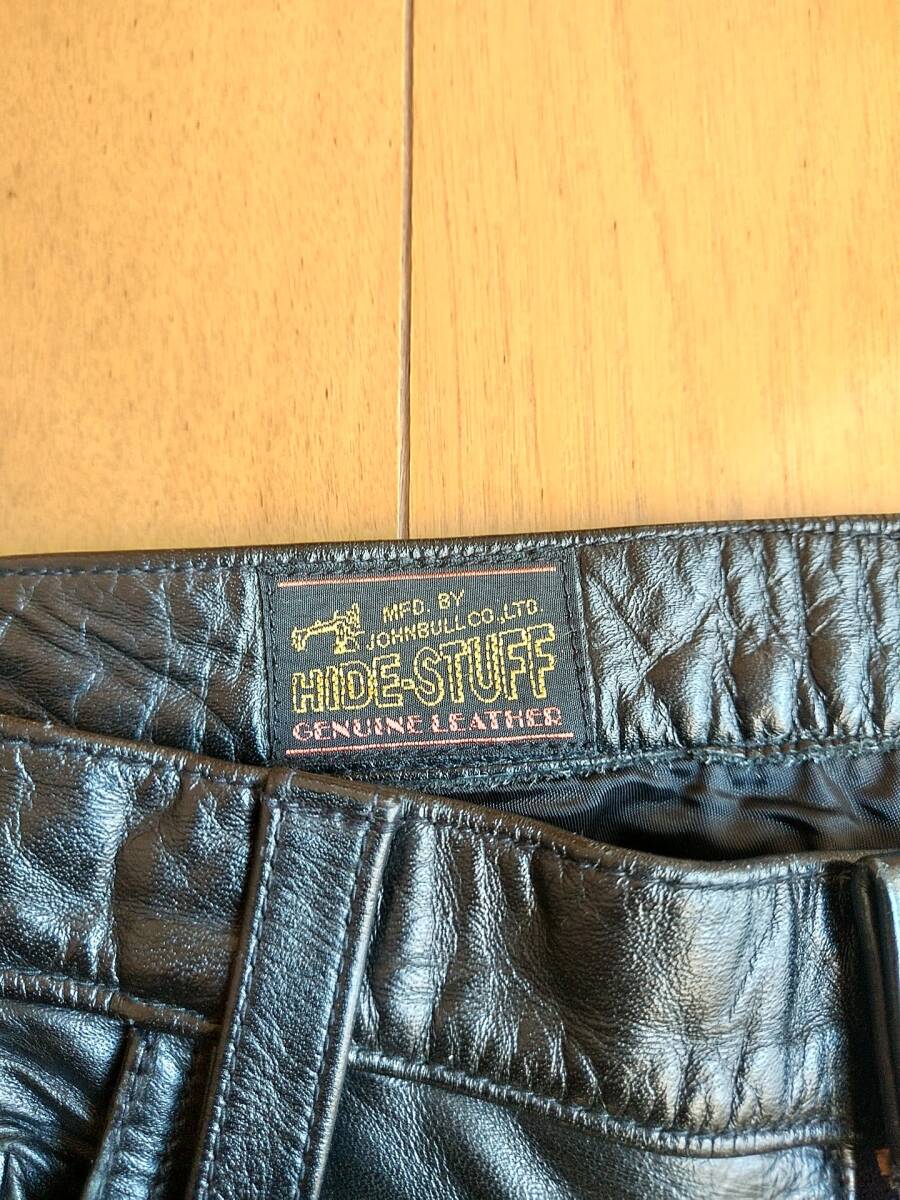 MFD. BY
JOHNBULL CO.,LTD.
HIDE-STUFF
GENUINE LEATHER